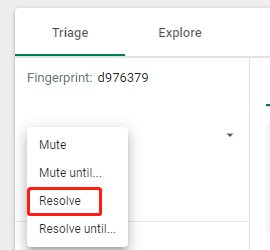 Triage Explore
Fingerprint: d976379
Mute
Mute until...
Resolve
Resolve until...